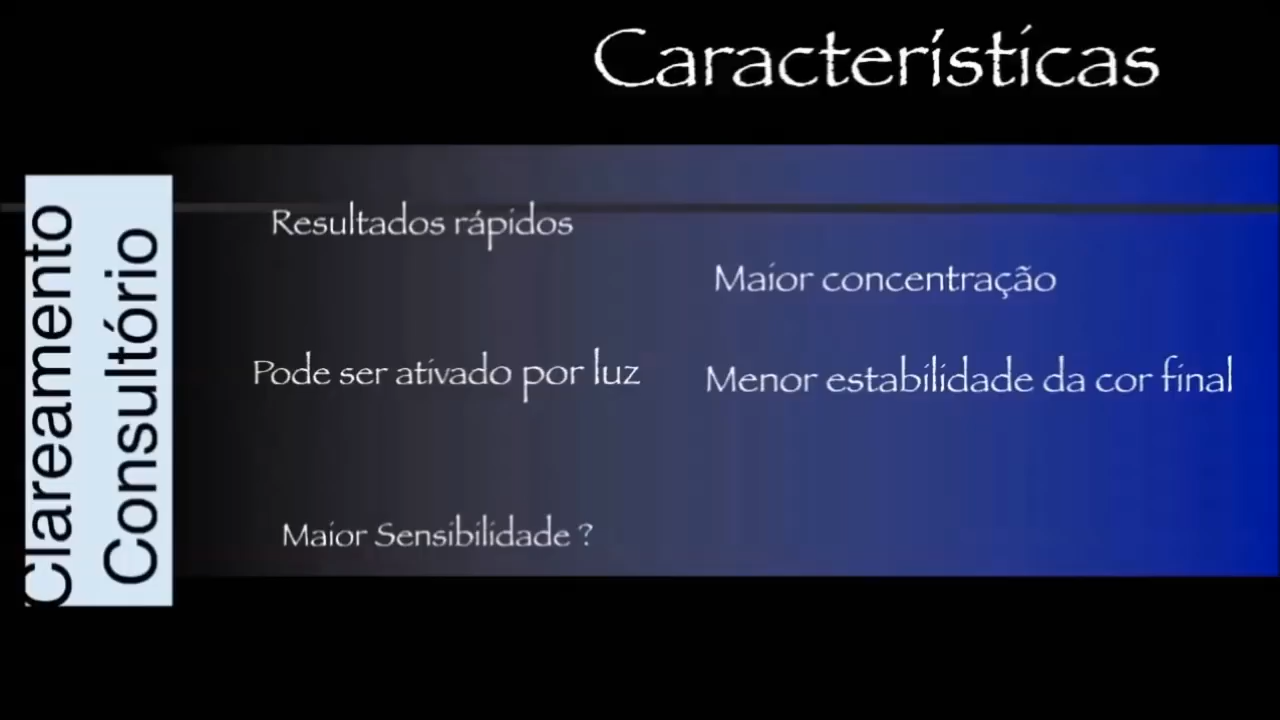 Características
Clareamento
Consultório
Resultados rápidos
Maior concentração
Pode ser ativado por luz
Menor estabilidade da cor final
Maior Sensibilidade ?